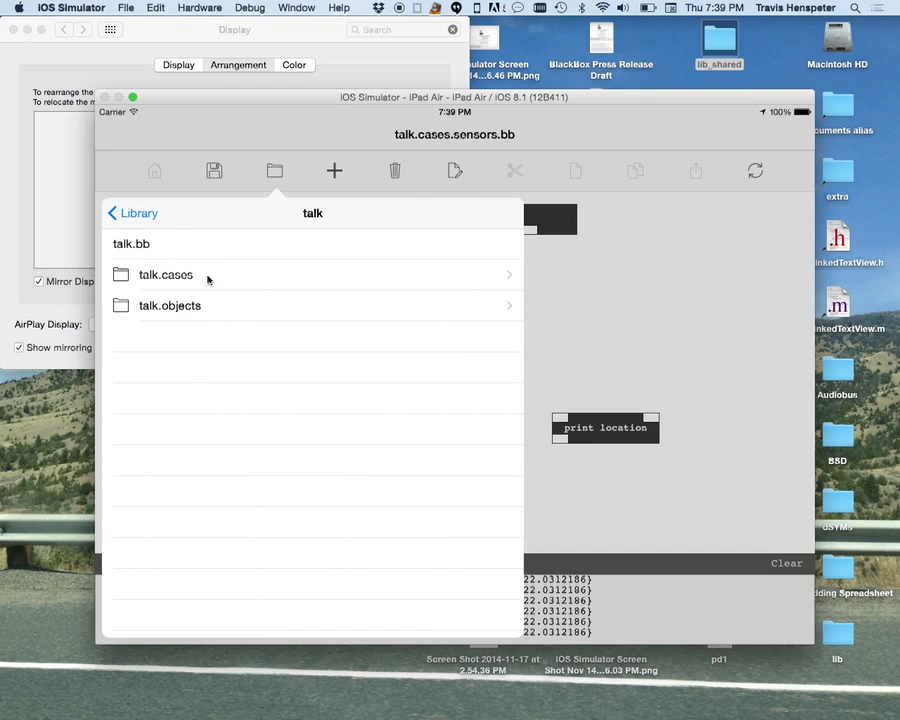 iOS Simulator File Edit Hardware Debug Window Help Thu 7:39 PM Travis Henspeter
Display
Search
Display Arrangement Color
To rearrange the
To relocate the m
Mirror Disp
AirPlay Display:
Show mirroring
ulator Screen
14...6.46 PM.png
BlackBox Press Release
Draft
lib_shared
Macintosh HD
cuments alias
extra
inkedTextView.h
inkedTextView.m
Audiobus
BSD
dSYMs
dding Spreadsheet
lib
iOS Simulator - iPad Air - iPad Air / iOS 8.1 (12B411)
Carrier 7:39 PM 100%
talk.cases.sensors.bb
Library talk
talk.bb
talk.cases
talk.objects
print location
Clear
22.0312186}
22.0312186}
22.0312186}
22.0312186}
22.0312186}
22.0312186}
Screen Shot 2014-11-17 at
2.54.36 PM
iOS Simulator Screen
Shot Nov 14...6.03 PM.png
pd1